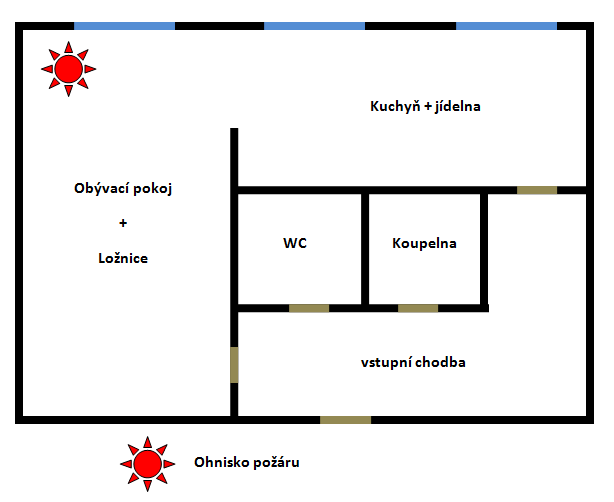 Kuchyň + jídelna
Obývací pokoj
+
Ložnice
WC
Koupelna
vstupní chodba
Ohnisko požáru